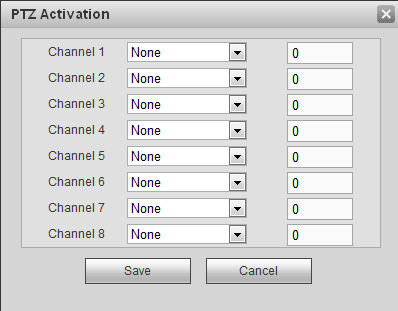 PTZ Activation
Channel 1 None 0
Channel 2 None 0
Channel 3 None 0
Channel 4 None 0
Channel 5 None 0
Channel 6 None 0
Channel 7 None 0
Channel 8 None 0
Save Cancel